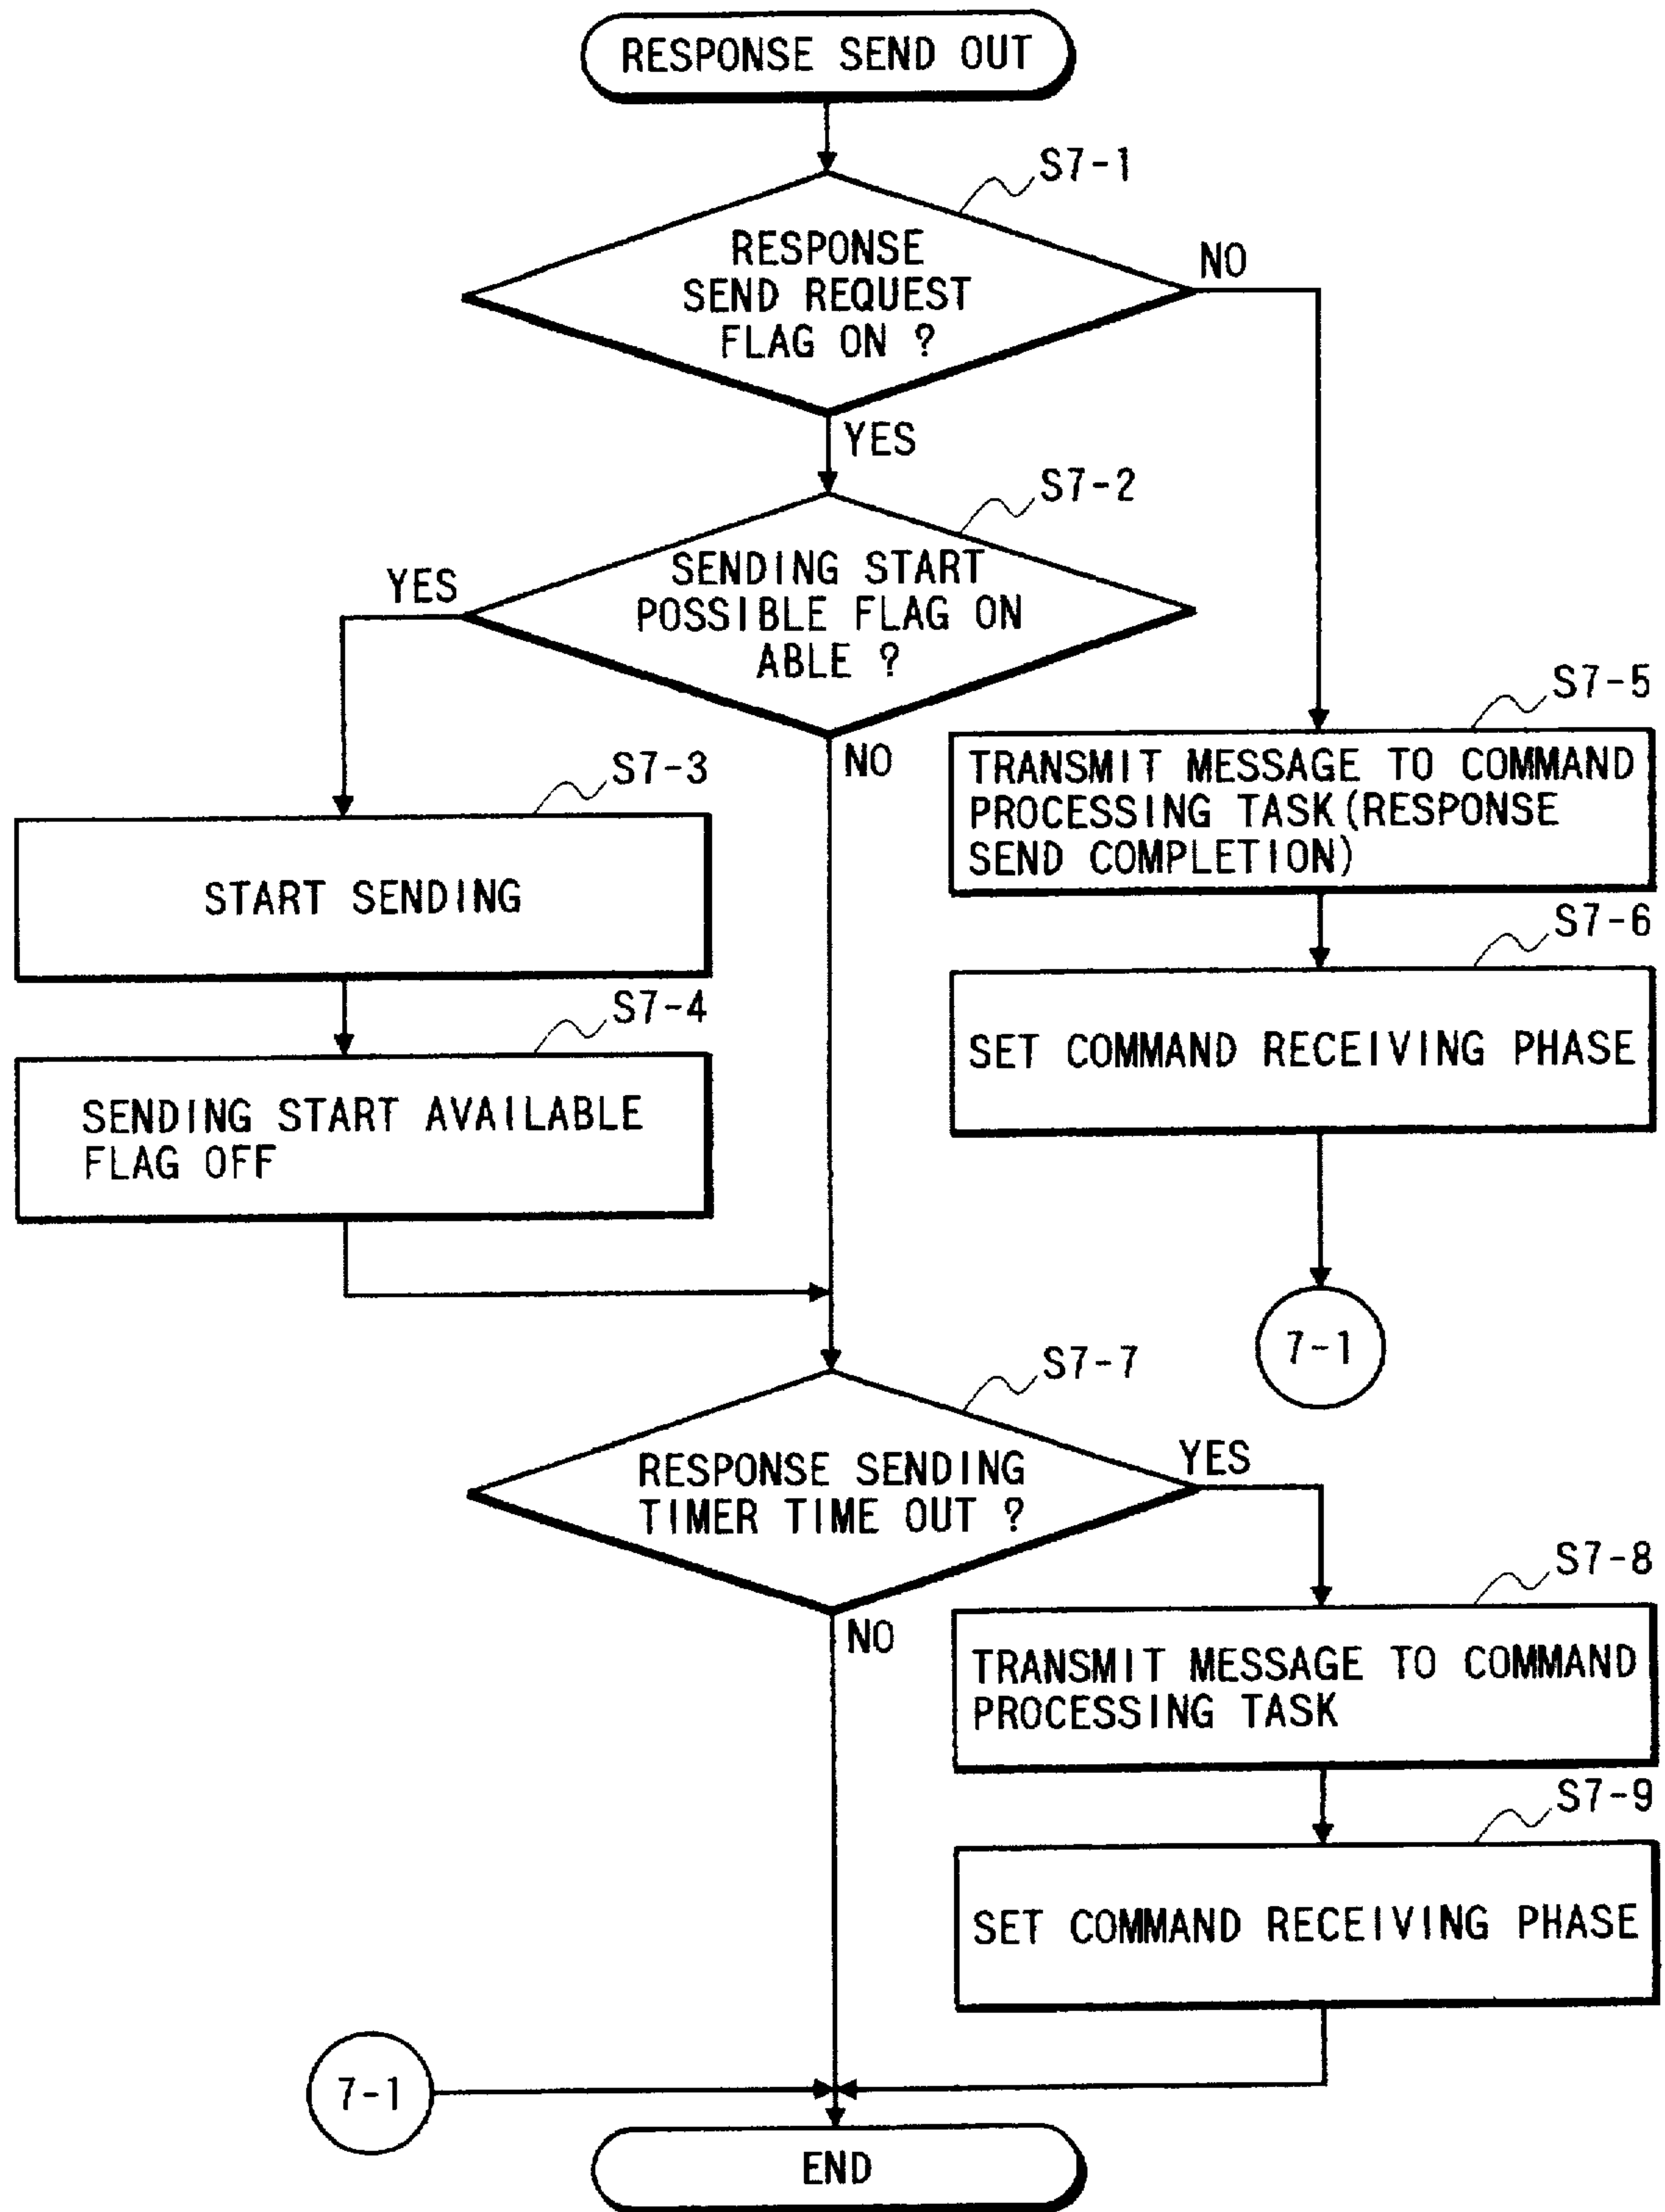 RESPONSE SEND OUT
S7-1
RESPONSE
SEND REQUEST
FLAG ON ?
NO
YES
S7-2
SENDING START
POSSIBLE FLAG ON
ABLE ?
YES
NO
S7-3
START SENDING
S7-4
SENDING START AVAILABLE
FLAG OFF
S7-5
TRANSMIT MESSAGE TO COMMAND
PROCESSING TASK(RESPONSE
SEND COMPLETION)
S7-6
SET COMMAND RECEIVING PHASE
7-1
S7-7
RESPONSE SENDING
TIMER TIME OUT ?
YES
NO
S7-8
TRANSMIT MESSAGE TO COMMAND
PROCESSING TASK
S7-9
SET COMMAND RECEIVING PHASE
7-1
END